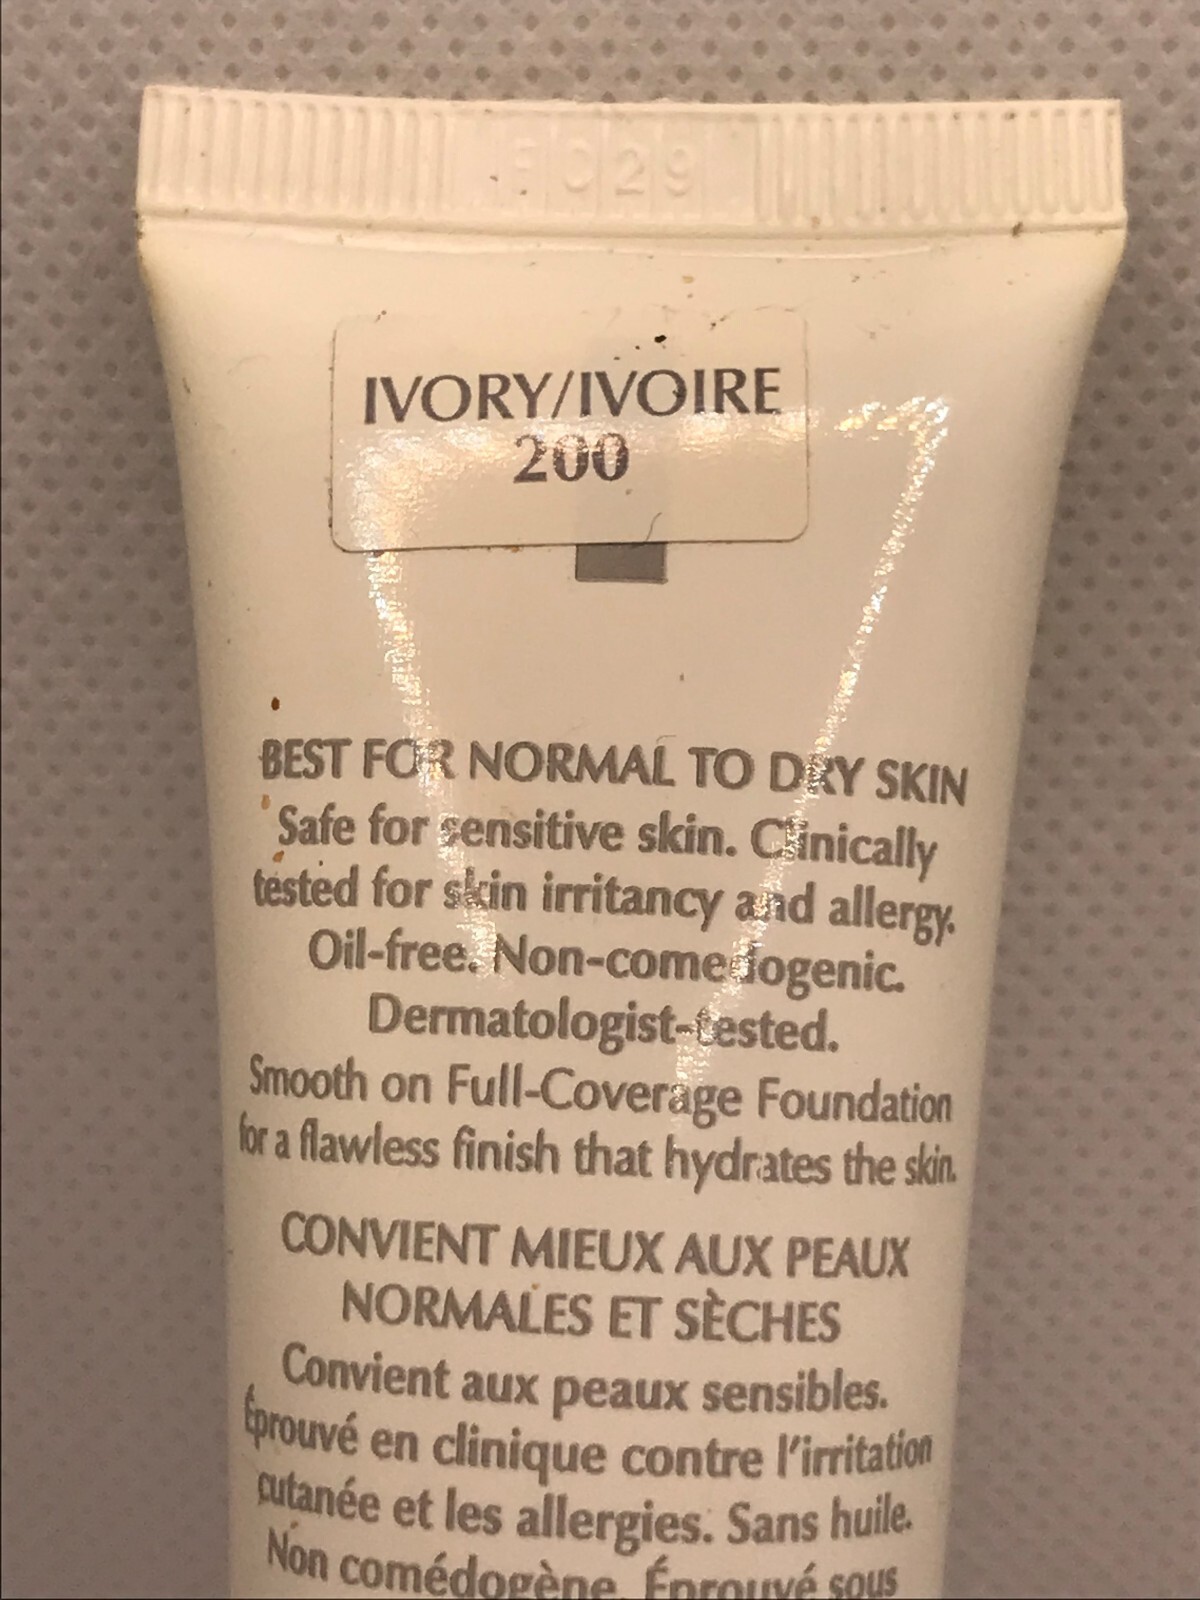 FC29
IVORY/IVOIRE
200
BEST FOR NORMAL TO DRY SKIN
Safe for sensitive skin. Clinically
tested for skin irritancy and allergy.
Oil-free. Non-comedogenic.
Dermatologist-tested.
Smooth on Full-Coverage Foundation
for a flawless finish that hydrates the skin.
CONVIENT MIEUX AUX PEAUX
NORMALES ET SÈCHES
Convient aux peaux sensibles.
Éprouvé en clinique contre l'irritation
cutanée et les allergies. Sans huile.
Non comédogène. Éprouvé sous